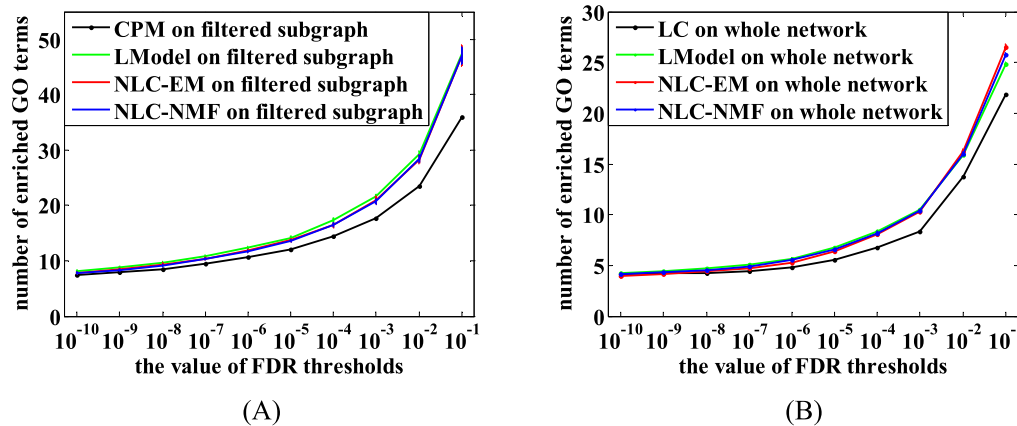 50
40
30
20
10
0
number of enriched GO terms
CPM on filtered subgraph
LModel on filtered subgraph
NLC-EM on filtered subgraph
NLC-NMF on filtered subgraph
10^-10 10^-9 10^-8 10^-7 10^-6 10^-5 10^-4 10^-3 10^-2 10^-1
the value of FDR thresholds
(A)
30
25
20
15
10
5
0
number of enriched GO terms
LC on whole network
LModel on whole network
NLC-EM on whole network
NLC-NMF on whole network
10^-10 10^-9 10^-8 10^-7 10^-6 10^-5 10^-4 10^-3 10^-2 10^-
the value of FDR thresholds
(B)